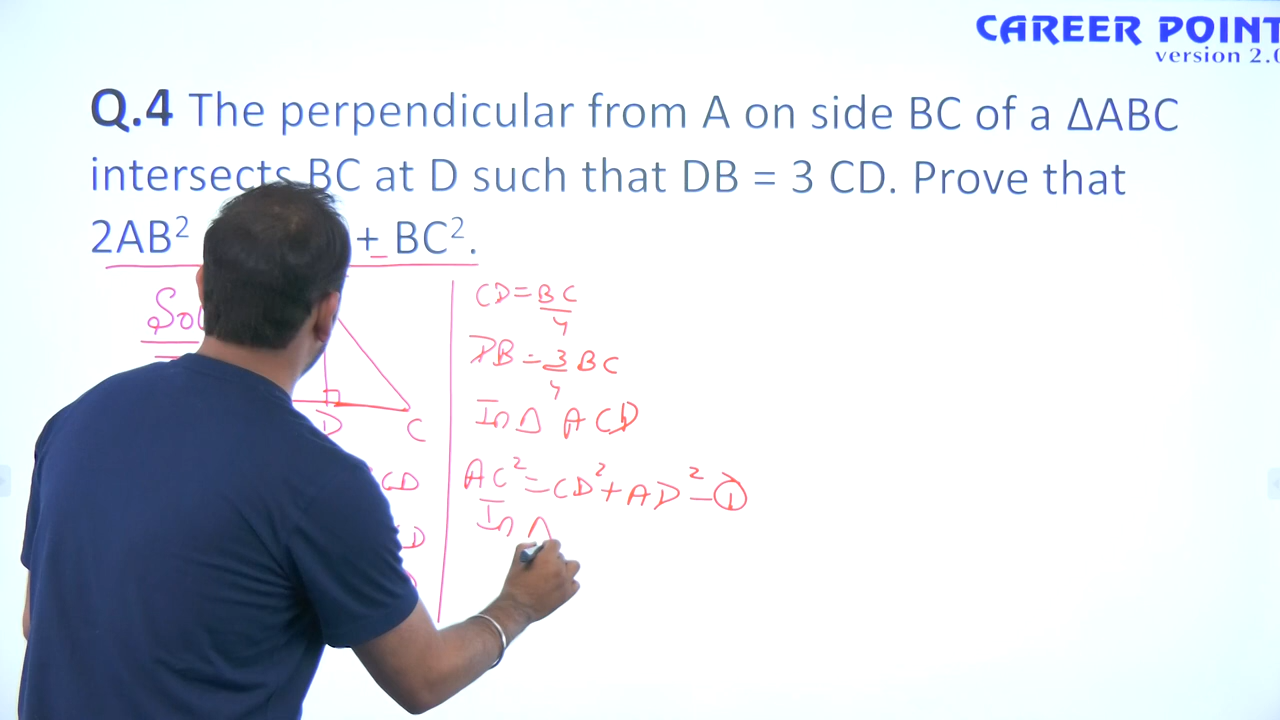 CAREER POINT
version 2.0
Q.4 The perpendicular from A on side BC of a ΔABC
intersects BC at D such that DB = 3 CD. Prove that
2AB² + BC².
D C
CD
CD = BC/4
DB = 3/4 BC
In Δ ACD
AC² = CD² + AD² - ①
In Δ